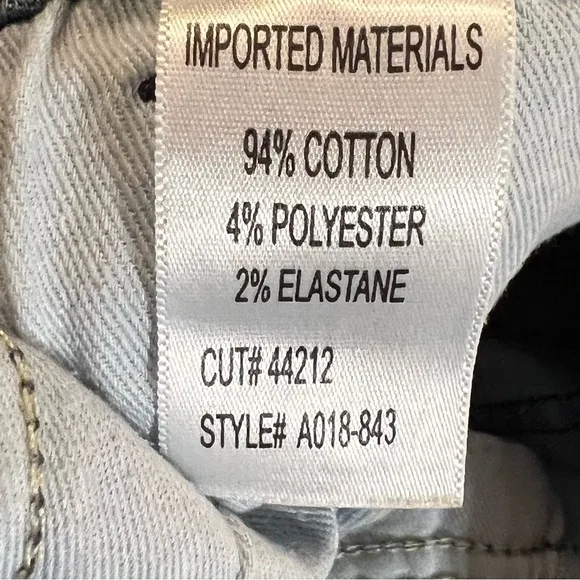 IMPORTED MATERIALS
94% COTTON
4% POLYESTER
2% ELASTANE
CUT# 44212
STYLE# A018-843